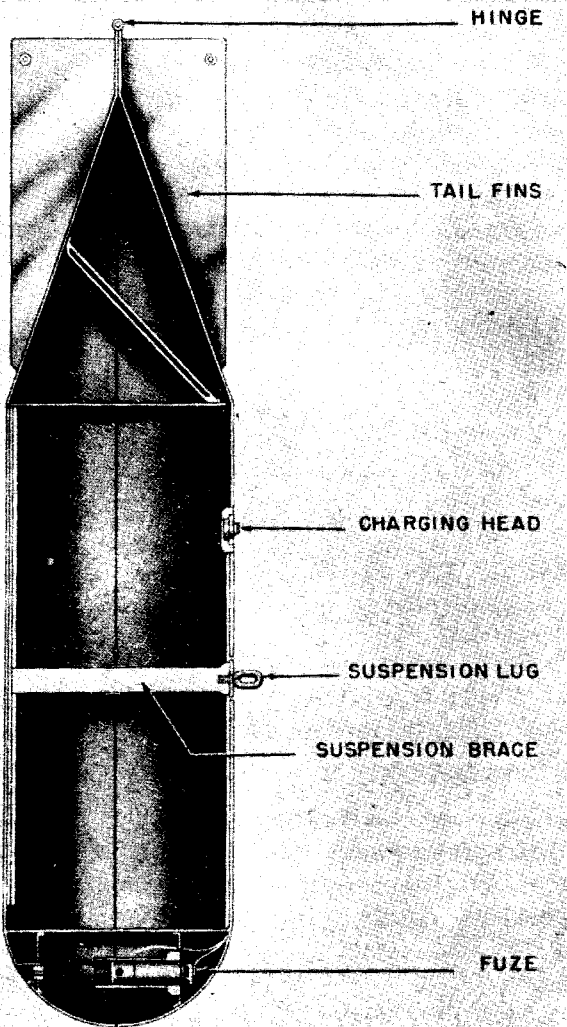 HINGE
TAIL FINS
CHARGING HEAD
SUSPENSION LUG
SUSPENSION BRACE
FUZE